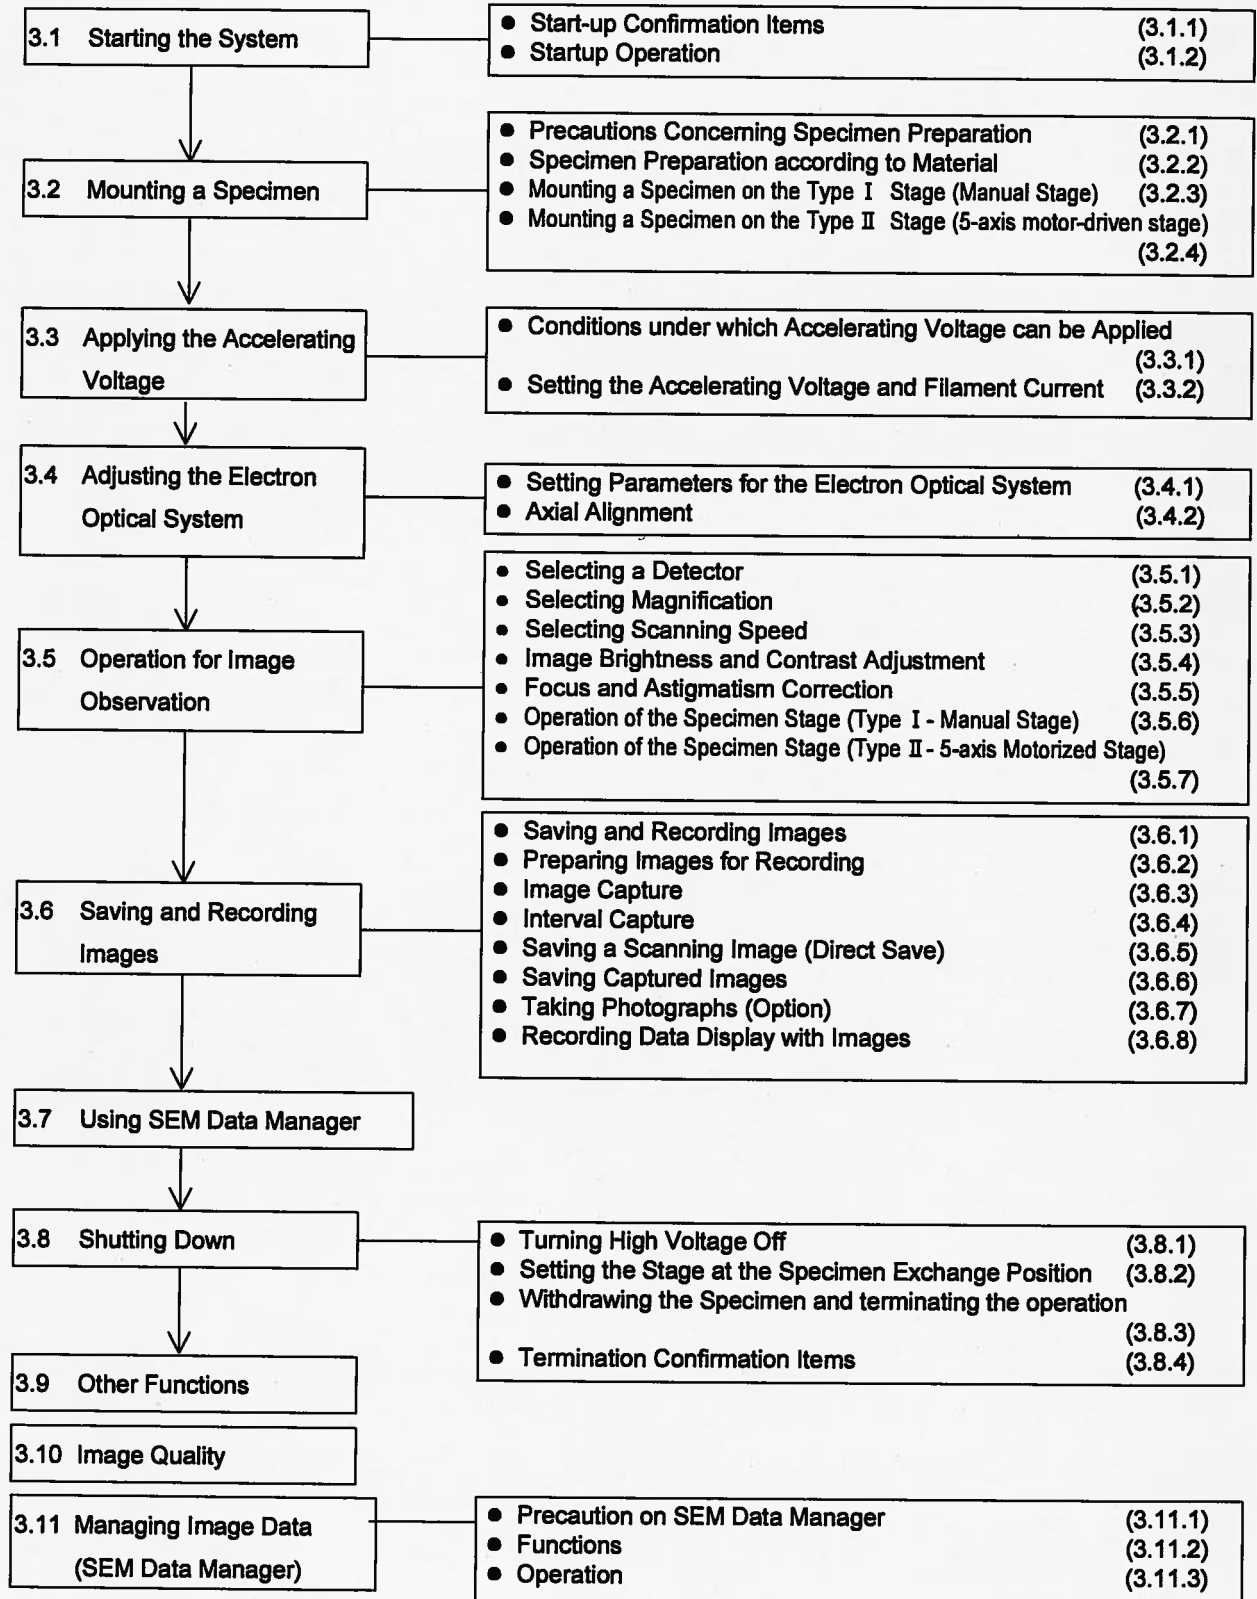 3.1 Starting the System
● Start-up Confirmation Items (3.1.1)
● Startup Operation (3.1.2)
3.2 Mounting a Specimen
● Precautions Concerning Specimen Preparation (3.2.1)
● Specimen Preparation according to Material (3.2.2)
● Mounting a Specimen on the Type Ⅰ Stage (Manual Stage) (3.2.3)
● Mounting a Specimen on the Type Ⅱ Stage (5-axis motor-driven stage)
(3.2.4)
3.3 Applying the Accelerating
Voltage
● Conditions under which Accelerating Voltage can be Applied
(3.3.1)
● Setting the Accelerating Voltage and Filament Current (3.3.2)
3.4 Adjusting the Electron
Optical System
● Setting Parameters for the Electron Optical System (3.4.1)
● Axial Alignment (3.4.2)
3.5 Operation for Image
Observation
● Selecting a Detector (3.5.1)
● Selecting Magnification (3.5.2)
● Selecting Scanning Speed (3.5.3)
● Image Brightness and Contrast Adjustment (3.5.4)
● Focus and Astigmatism Correction (3.5.5)
● Operation of the Specimen Stage (Type Ⅰ - Manual Stage) (3.5.6)
● Operation of the Specimen Stage (Type Ⅱ - 5-axis Motorized Stage)
(3.5.7)
3.6 Saving and Recording
Images
● Saving and Recording Images (3.6.1)
● Preparing Images for Recording (3.6.2)
● Image Capture (3.6.3)
● Interval Capture (3.6.4)
● Saving a Scanning Image (Direct Save) (3.6.5)
● Saving Captured Images (3.6.6)
● Taking Photographs (Option) (3.6.7)
● Recording Data Display with Images (3.6.8)
3.7 Using SEM Data Manager
3.8 Shutting Down
● Turning High Voltage Off (3.8.1)
● Setting the Stage at the Specimen Exchange Position (3.8.2)
● Withdrawing the Specimen and terminating the operation
(3.8.3)
● Termination Confirmation Items (3.8.4)
3.9 Other Functions
3.10 Image Quality
3.11 Managing Image Data
(SEM Data Manager)
● Precaution on SEM Data Manager (3.11.1)
● Functions (3.11.2)
● Operation (3.11.3)